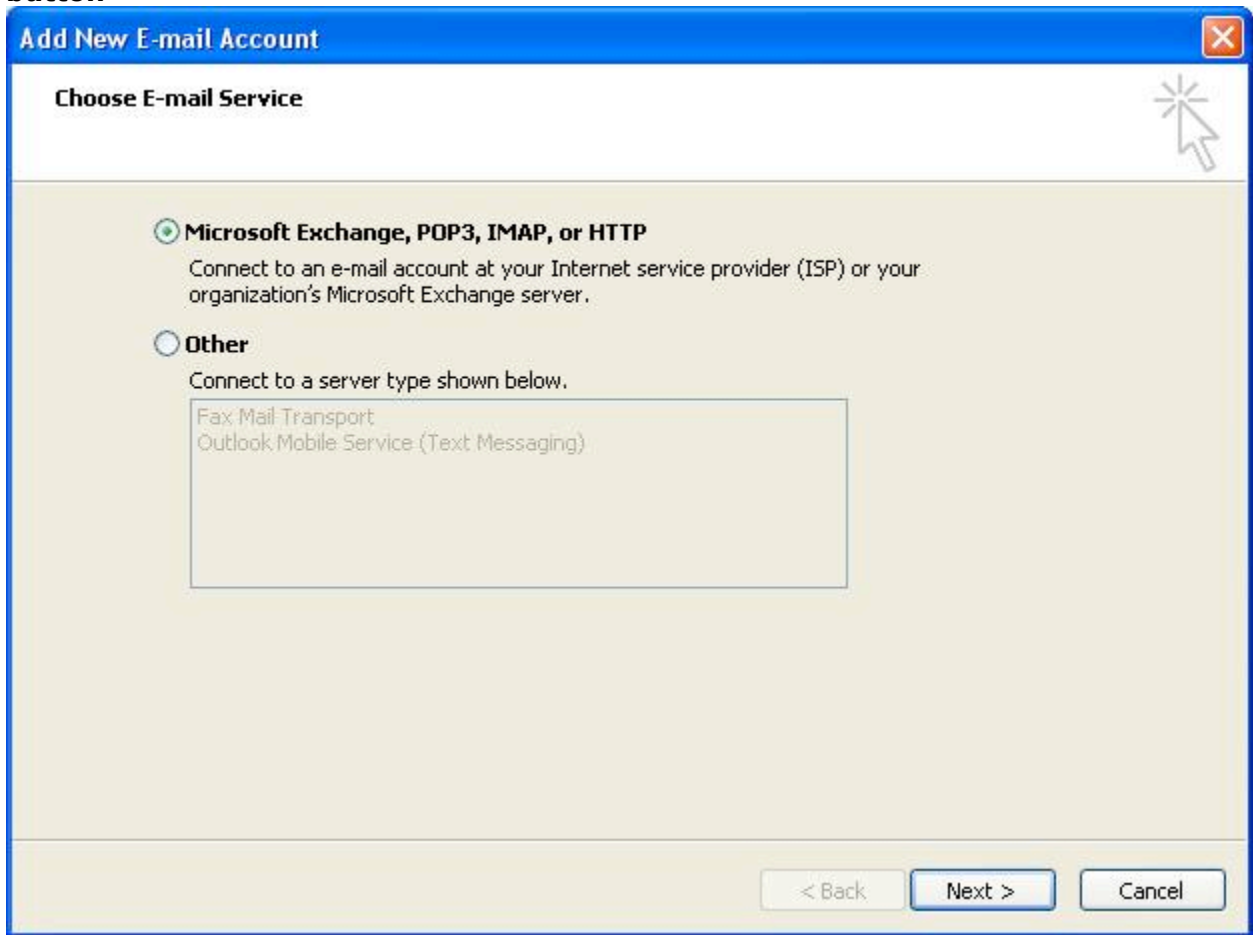 button
Add New E-mail Account
Choose E-mail Service
Microsoft Exchange, POP3, IMAP, or HTTP
Connect to an e-mail account at your Internet service provider (ISP) or your
organization's Microsoft Exchange server.
Other
Connect to a server type shown below.
Fax Mail Transport
Outlook Mobile Service (Text Messaging)
< Back Next > Cancel